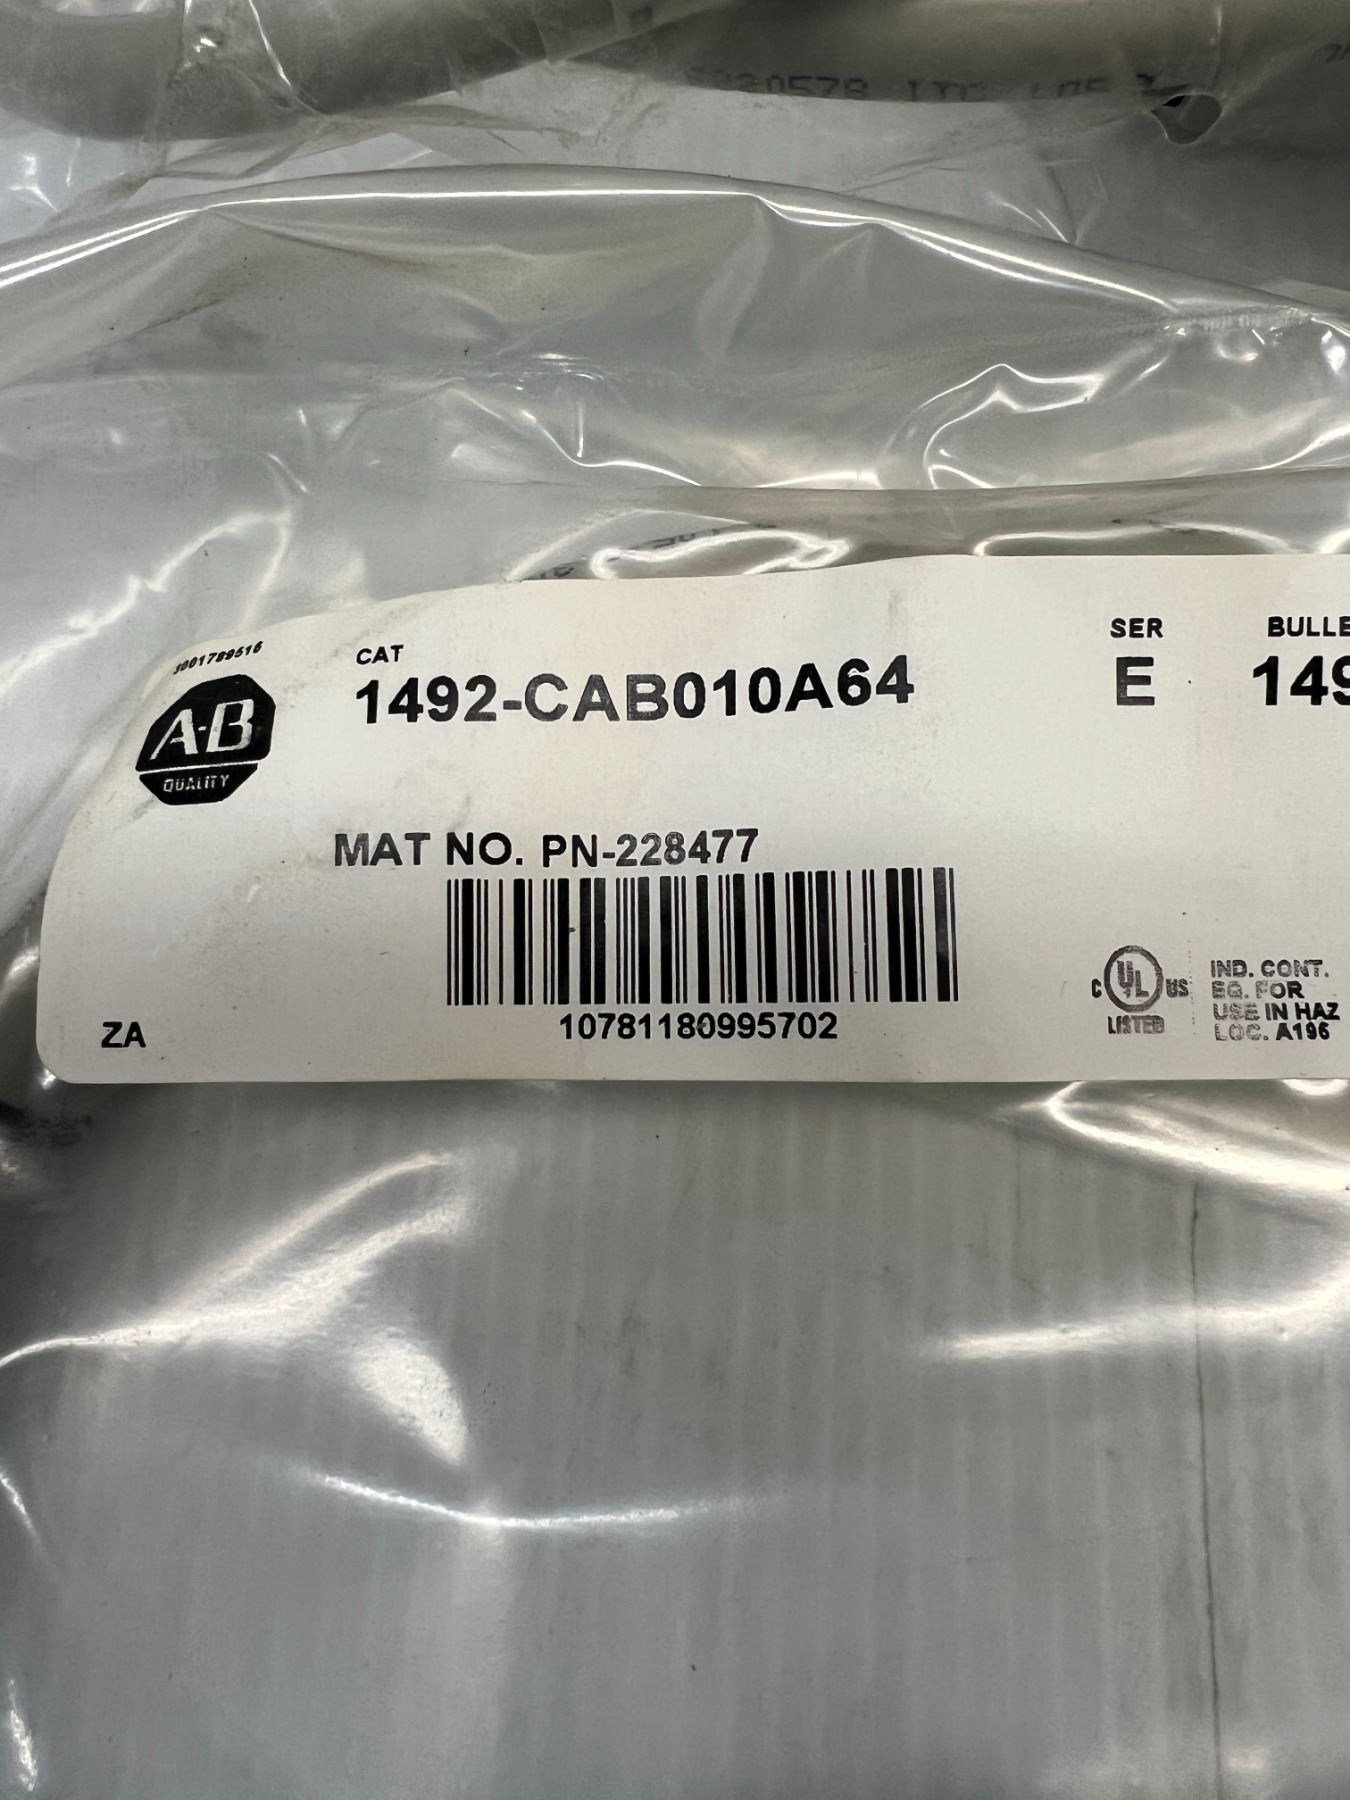 3001789516
CAT
1492-CAB010A64
SER
E
BULLE
149
A-B
QUALITY
MAT NO. PN-228477
10781180995702
ZA
C UL US
LISTED
IND. CONT.
EQ. FOR
USE IN HAZ
LOC. A196